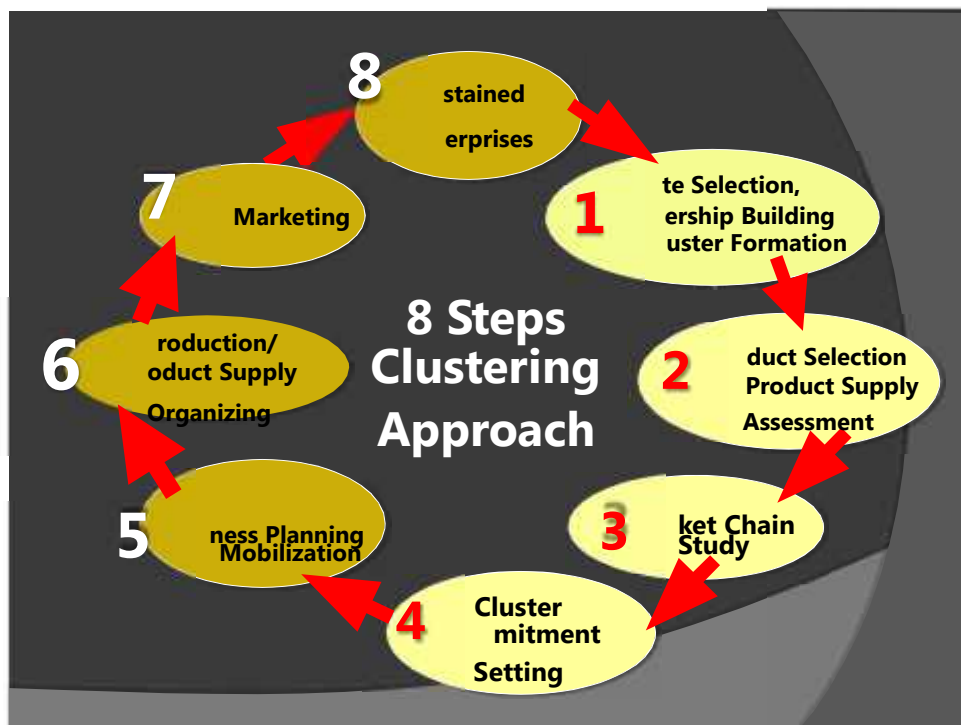 8 Steps
Clustering
Approach
1
te Selection,
ership Building
uster Formation
2
duct Selection
Product Supply
Assessment
3
ket Chain
Study
4
Cluster
mitment
Setting
5
ness Planning
Mobilization
6
roduction/
oduct Supply
Organizing
7
Marketing
8
stained
erprises